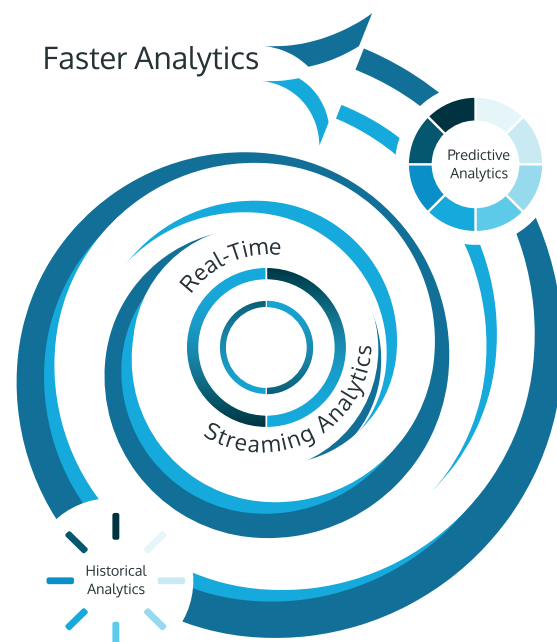 Faster Analytics
Predictive
Analytics
Real-Time
Streaming Analytics
Historical
Analytics